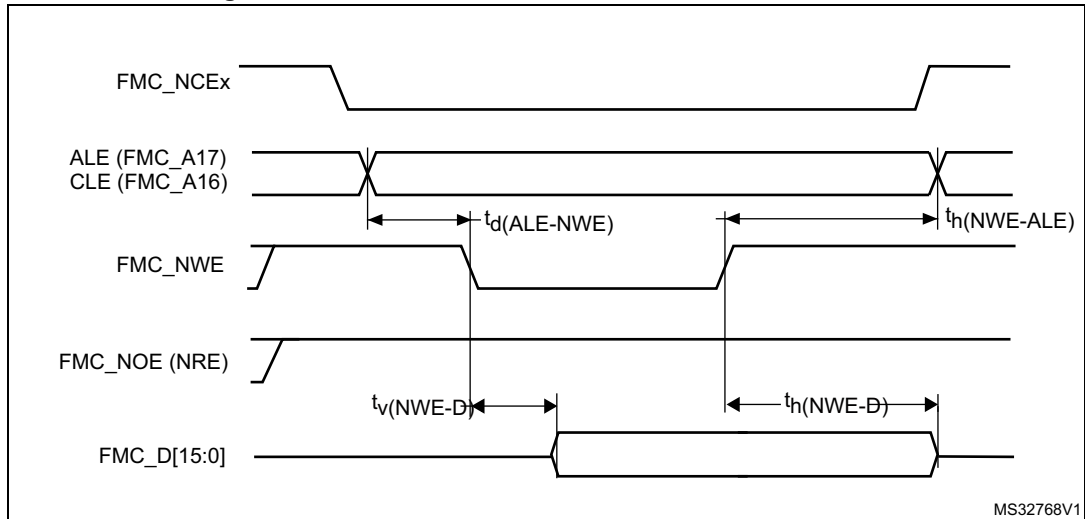 FMC_NCEx
ALE (FMC_A17)
CLE (FMC_A16)
td(ALE-NWE)
th(NWE-ALE)
FMC_NWE
FMC_NOE (NRE)
tv(NWE-D)
th(NWE-D)
FMC_D[15:0]
MS32768V1